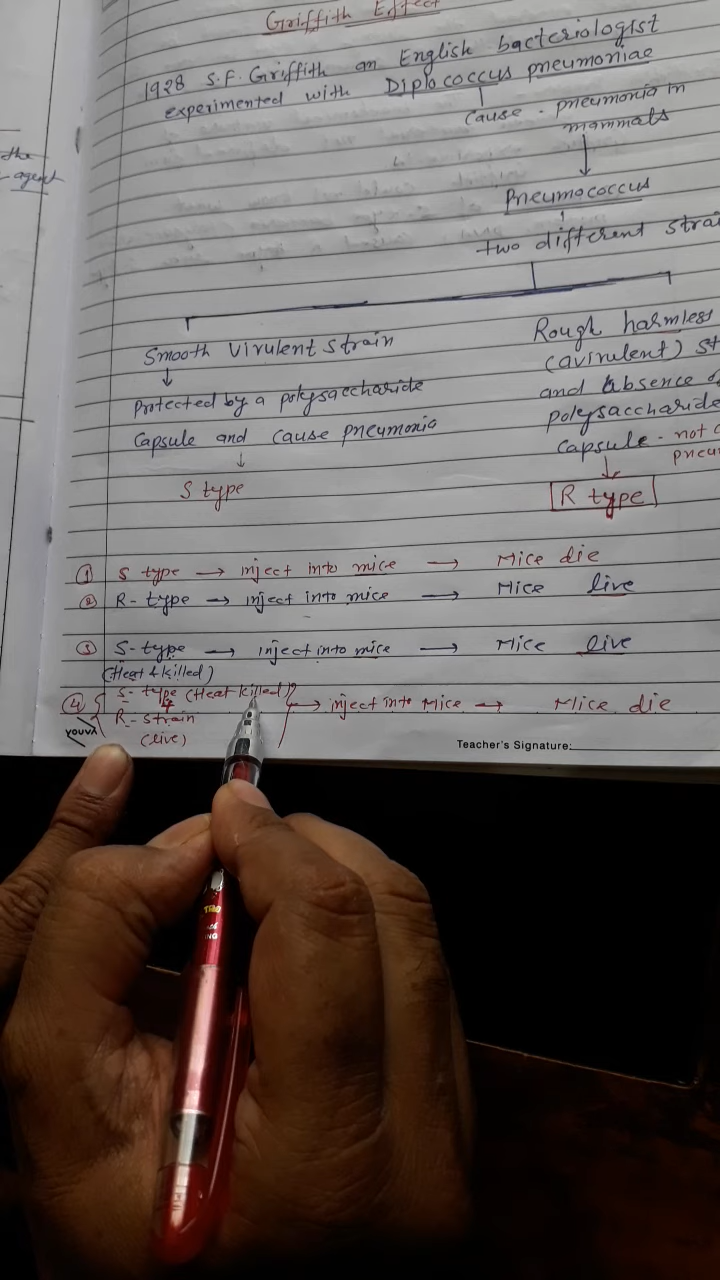 Griffith Effect
1928 S.F. Griffith an English bacteriologist
experimented with Diplococcus pneumoniae
Cause - pneumonia in
mammals
Pneumococcus
two different
the
agent
Smooth virulent strain
Protected by a polysaccharide
Capsule and cause pneumonia
S type
Rough harmless
(avirulent)
and absence
polysaccharide
Capsule - not
R type
① S type → inject into mice → Mice die
② R-type → inject into mice → Mice live
③ S-type → inject into mice → Mice live
(Heat & killed)
④ S-type (Heat killed) → inject into Mice → Mice die
+
R-strain
(live)
youva
Teacher's Signature: